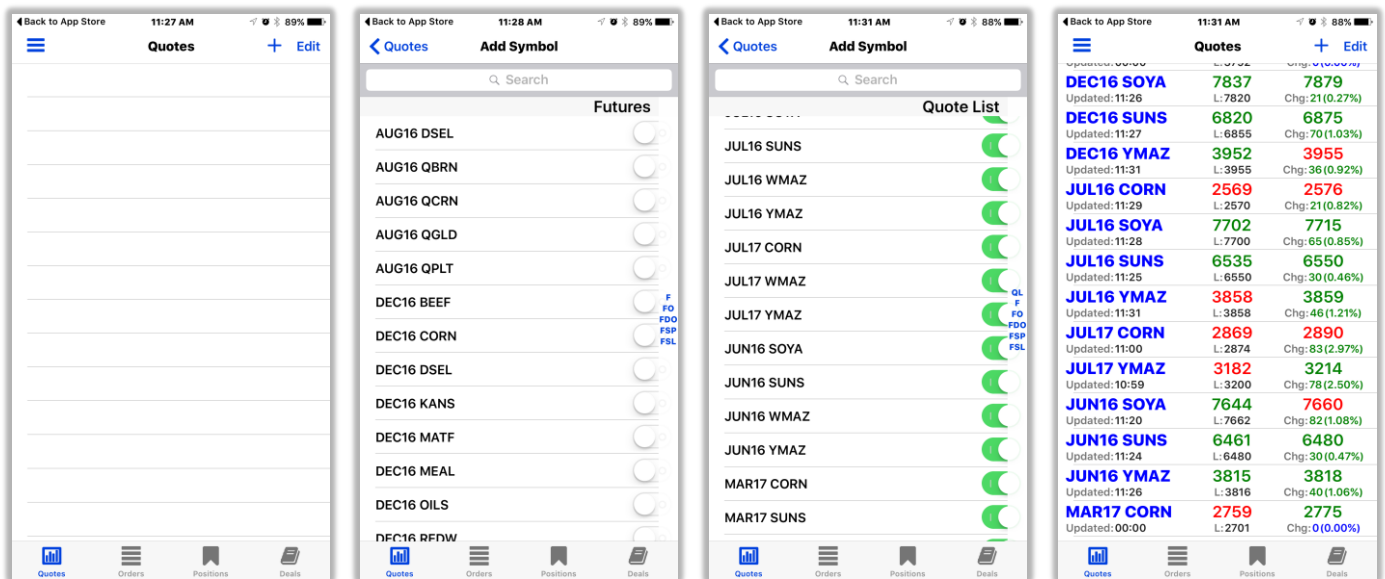 Back to App Store 11:27 AM 89%
Quotes + Edit
Quotes Orders Positions Deals
Back to App Store 11:28 AM 89%
Quotes Add Symbol
Search
Futures
AUG16 DSEL
AUG16 QBRN
AUG16 QCRN
AUG16 QGLD
AUG16 QPLT
DEC16 BEEF
DEC16 CORN
DEC16 DSEL
DEC16 KANS
DEC16 MATF
DEC16 MEAL
DEC16 OILS
DEC16 REDW
F
FO
FDO
FSP
FSL
Quotes Orders Positions Deals
Back to App Store 11:31 AM 88%
Quotes Add Symbol
Search
Quote List
JUL16 SUNS
JUL16 WMAZ
JUL16 YMAZ
JUL17 CORN
JUL17 WMAZ
JUL17 YMAZ
JUN16 SOYA
JUN16 SUNS
JUN16 WMAZ
JUN16 YMAZ
MAR17 CORN
MAR17 SUNS
QL
F
FO
FDO
FSP
FSL
Quotes Orders Positions Deals
Back to App Store 11:31 AM 88%
Quotes + Edit
Updated: 00:00 L: 3792 Chg: 0 (0.00%)
DEC16 SOYA 7837 7879
Updated: 11:26 L: 7820 Chg: 21 (0.27%)
DEC16 SUNS 6820 6875
Updated: 11:27 L: 6855 Chg: 70 (1.03%)
DEC16 YMAZ 3952 3955
Updated: 11:31 L: 3955 Chg: 36 (0.92%)
JUL16 CORN 2569 2576
Updated: 11:29 L: 2570 Chg: 21 (0.82%)
JUL16 SOYA 7702 7715
Updated: 11:28 L: 7700 Chg: 65 (0.85%)
JUL16 SUNS 6535 6550
Updated: 11:25 L: 6550 Chg: 30 (0.46%)
JUL16 YMAZ 3858 3859
Updated: 11:31 L: 3858 Chg: 46 (1.21%)
JUL17 CORN 2869 2890
Updated: 11:00 L: 2874 Chg: 83 (2.97%)
JUL17 YMAZ 3182 3214
Updated: 10:59 L: 3200 Chg: 78 (2.50%)
JUN16 SOYA 7644 7660
Updated: 11:20 L: 7662 Chg: 82 (1.08%)
JUN16 SUNS 6461 6480
Updated: 11:24 L: 6480 Chg: 30 (0.47%)
JUN16 YMAZ 3815 3818
Updated: 11:26 L: 3816 Chg: 40 (1.06%)
MAR17 CORN 2759 2775
Updated: 00:00 L: 2701 Chg: 0 (0.00%)
Quotes Orders Positions Deals